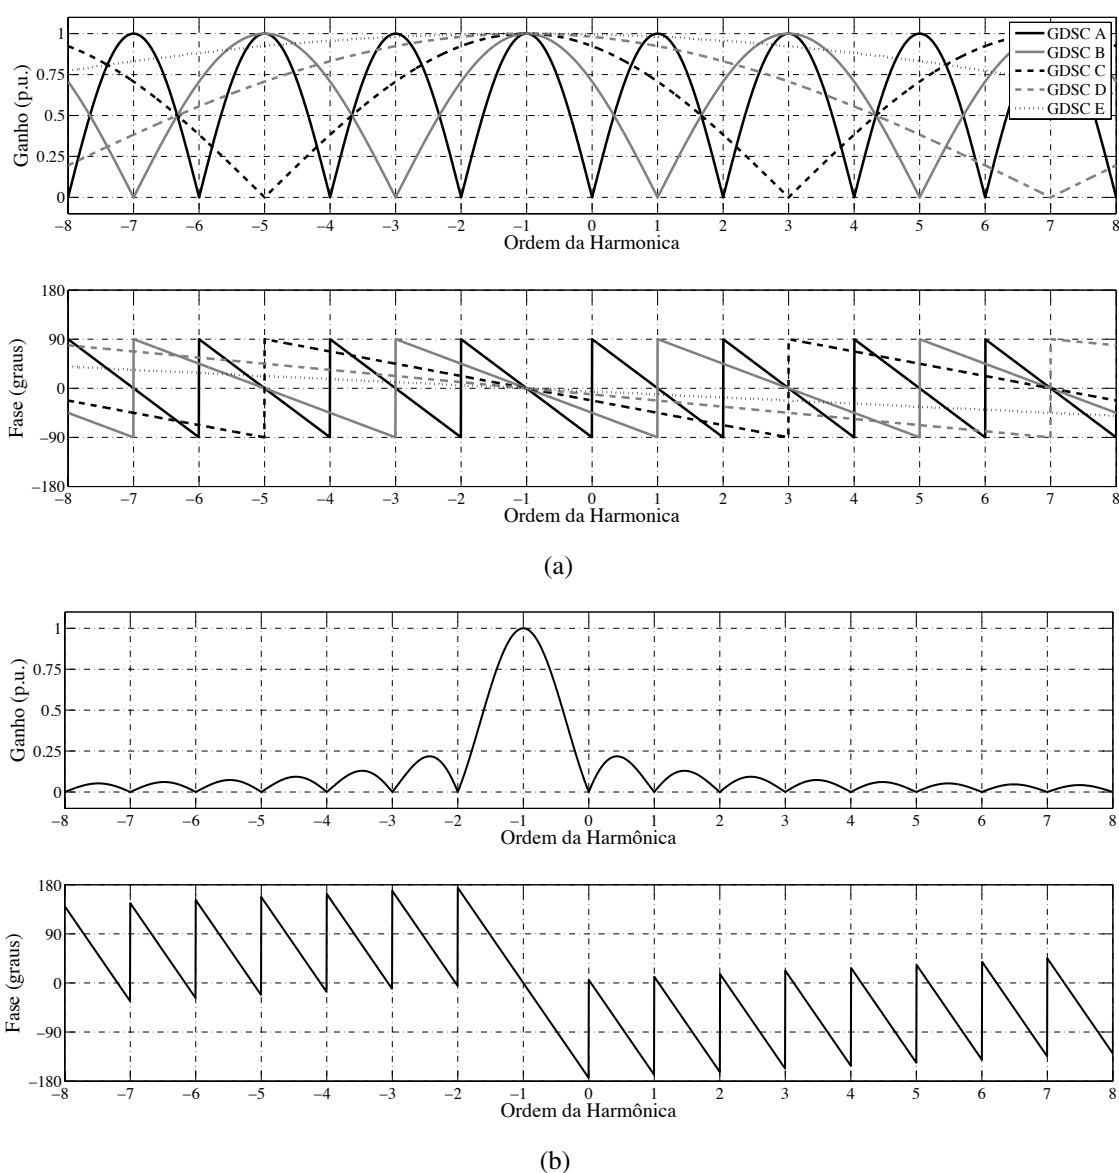 1
0.75
0.5
0.25
0
Ganho (p.u.)
GDSC A
GDSC B
GDSC C
GDSC D
GDSC E
−8 −7 −6 −5 −4 −3 −2 −1 0 1 2 3 4 5 6 7 8
Ordem da Harmonica
180
90
0
−90
−180
Fase (graus)
−8 −7 −6 −5 −4 −3 −2 −1 0 1 2 3 4 5 6 7 8
Ordem da Harmonica
(a)
1
0.75
0.5
0.25
0
Ganho (p.u.)
−8 −7 −6 −5 −4 −3 −2 −1 0 1 2 3 4 5 6 7 8
Ordem da Harmônica
180
90
0
−90
−180
Fase (graus)
−8 −7 −6 −5 −4 −3 −2 −1 0 1 2 3 4 5 6 7 8
Ordem da Harmônica
(b)